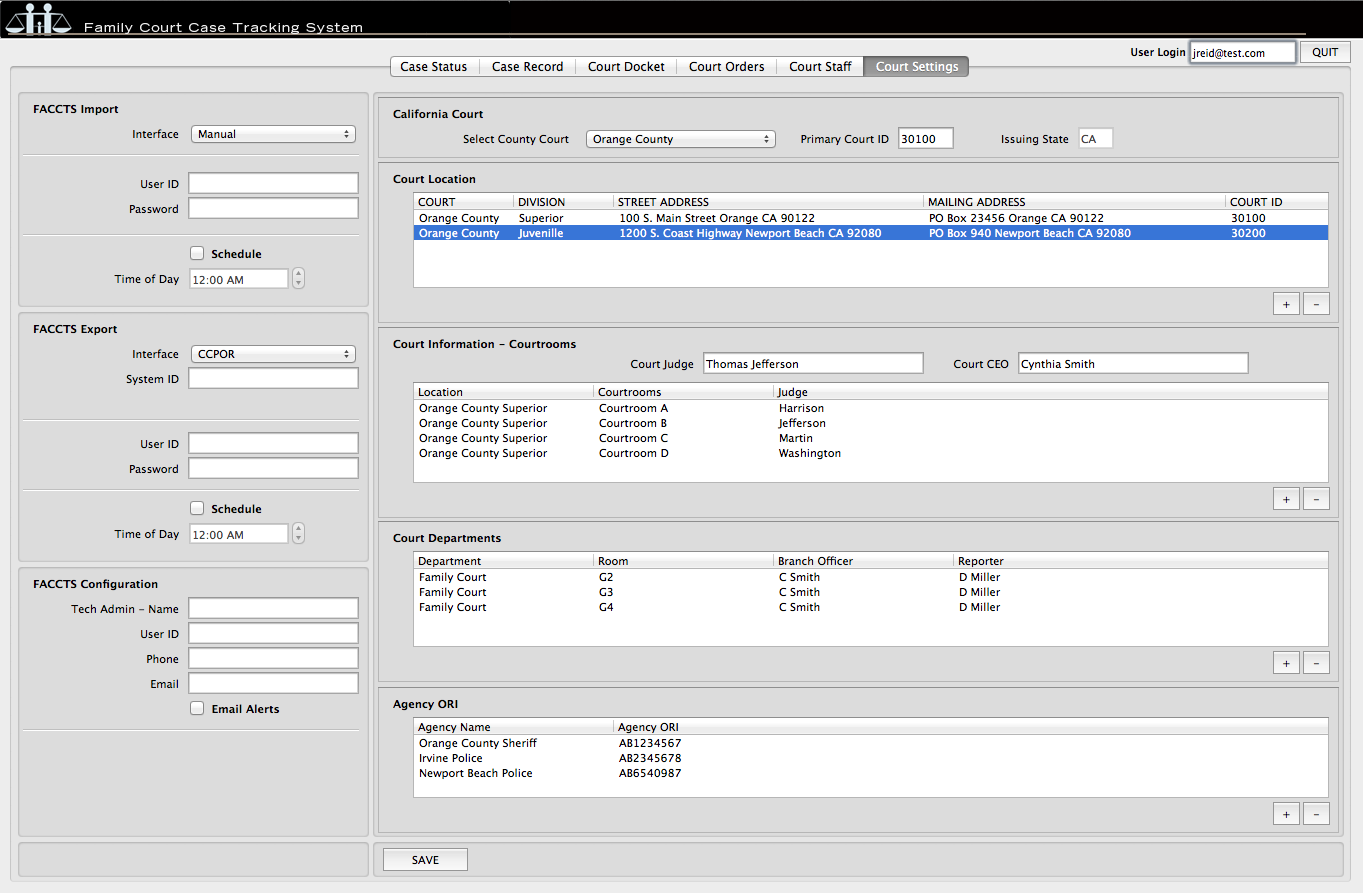 Family Court Case Tracking System
User Login jreid@test.com QUIT
Case Status Case Record Court Docket Court Orders Court Staff Court Settings
FACCTS Import
Interface Manual
User ID
Password
Schedule
Time of Day 12:00 AM
FACCTS Export
Interface CCPOR
System ID
User ID
Password
Schedule
Time of Day 12:00 AM
FACCTS Configuration
Tech Admin – Name
User ID
Phone
Email
Email Alerts
California Court
Select County Court Orange County Primary Court ID 30100 Issuing State CA
Court Location
COURT DIVISION STREET ADDRESS MAILING ADDRESS COURT ID
Orange County Superior 100 S. Main Street Orange CA 90122 PO Box 23456 Orange CA 90122 30100
Orange County Juvenille 1200 S. Coast Highway Newport Beach CA 92080 PO Box 940 Newport Beach CA 92080 30200
+ -
Court Information – Courtrooms
Court Judge Thomas Jefferson Court CEO Cynthia Smith
Location Courtrooms Judge
Orange County Superior Courtroom A Harrison
Orange County Superior Courtroom B Jefferson
Orange County Superior Courtroom C Martin
Orange County Superior Courtroom D Washington
+ -
Court Departments
Department Room Branch Officer Reporter
Family Court G2 C Smith D Miller
Family Court G3 C Smith D Miller
Family Court G4 C Smith D Miller
+ -
Agency ORI
Agency Name Agency ORI
Orange County Sheriff AB1234567
Irvine Police AB2345678
Newport Beach Police AB6540987
+ -
SAVE